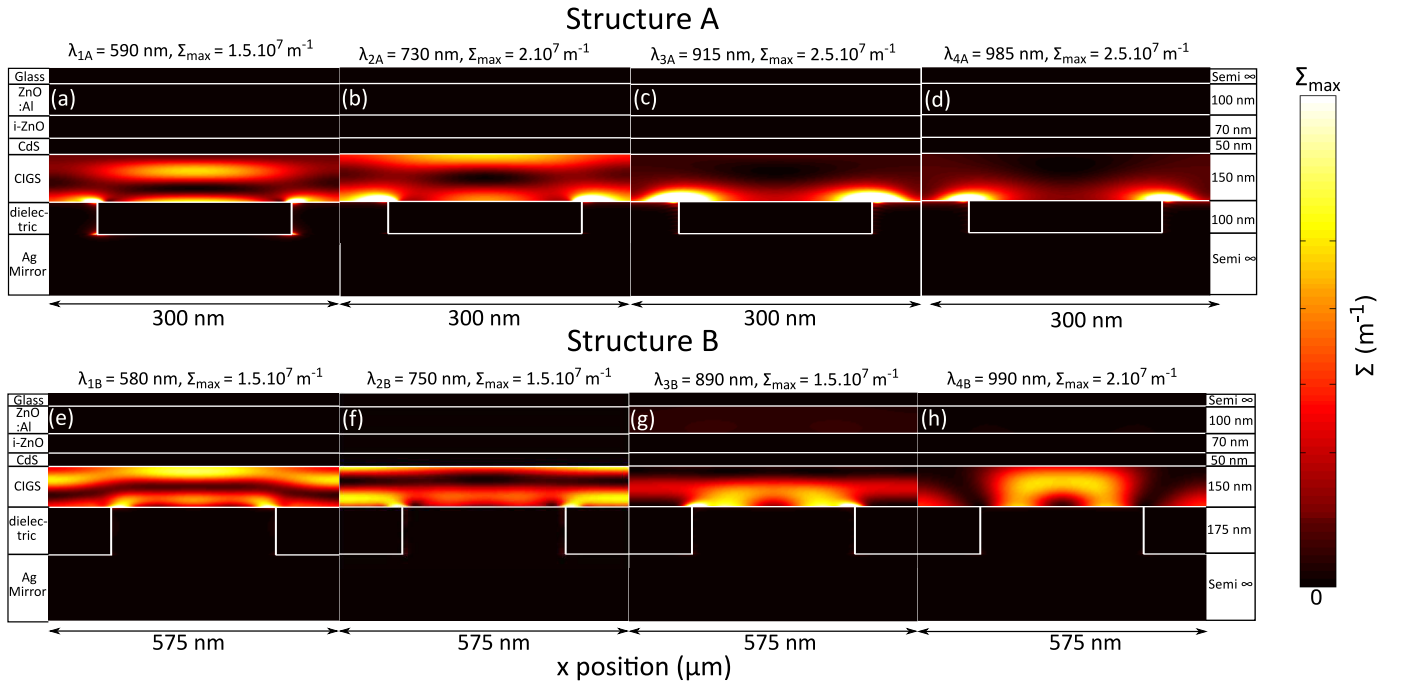 Structure A
λ1A = 590 nm, Σmax = 1.5.10⁷ m⁻¹
λ2A = 730 nm, Σmax = 2.10⁷ m⁻¹
λ3A = 915 nm, Σmax = 2.5.10⁷ m⁻¹
λ4A = 985 nm, Σmax = 2.5.10⁷ m⁻¹
Glass
ZnO
:Al
i-ZnO
CdS
CIGS
dielec-
tric
Ag
Mirror
(a)
(b)
(c)
(d)
Semi ∞
100 nm
70 nm
50 nm
150 nm
100 nm
Semi ∞
300 nm
300 nm
300 nm
300 nm
Structure B
λ1B = 580 nm, Σmax = 1.5.10⁷ m⁻¹
λ2B = 750 nm, Σmax = 1.5.10⁷ m⁻¹
λ3B = 890 nm, Σmax = 1.5.10⁷ m⁻¹
λ4B = 990 nm, Σmax = 2.10⁷ m⁻¹
Glass
ZnO
:Al
i-ZnO
CdS
CIGS
dielec-
tric
Ag
Mirror
(e)
(f)
(g)
(h)
Semi ∞
100 nm
70 nm
50 nm
150 nm
175 nm
Semi ∞
575 nm
575 nm
575 nm
575 nm
x position (μm)
Σmax
Σ (m⁻¹)
0